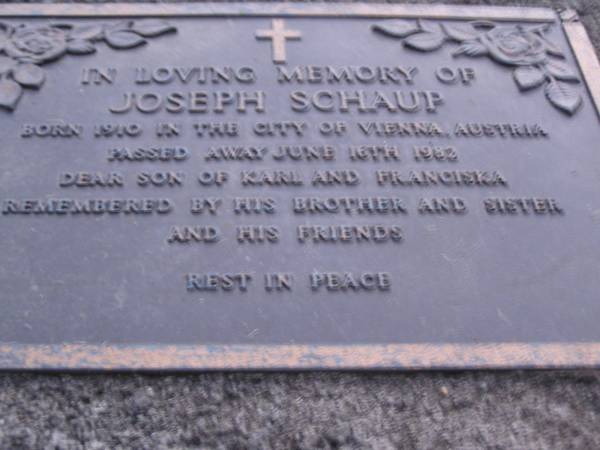 IN LOVING MEMORY OF
JOSEPH SCHAUP
BORN 1910 IN THE CITY OF VIENNA, AUSTRIA
PASSED AWAY JUNE 16TH 1982
DEAR SON OF KARL AND FRANCISKA
REMEMBERED BY HIS BROTHER AND SISTER
AND HIS FRIENDS
REST IN PEACE